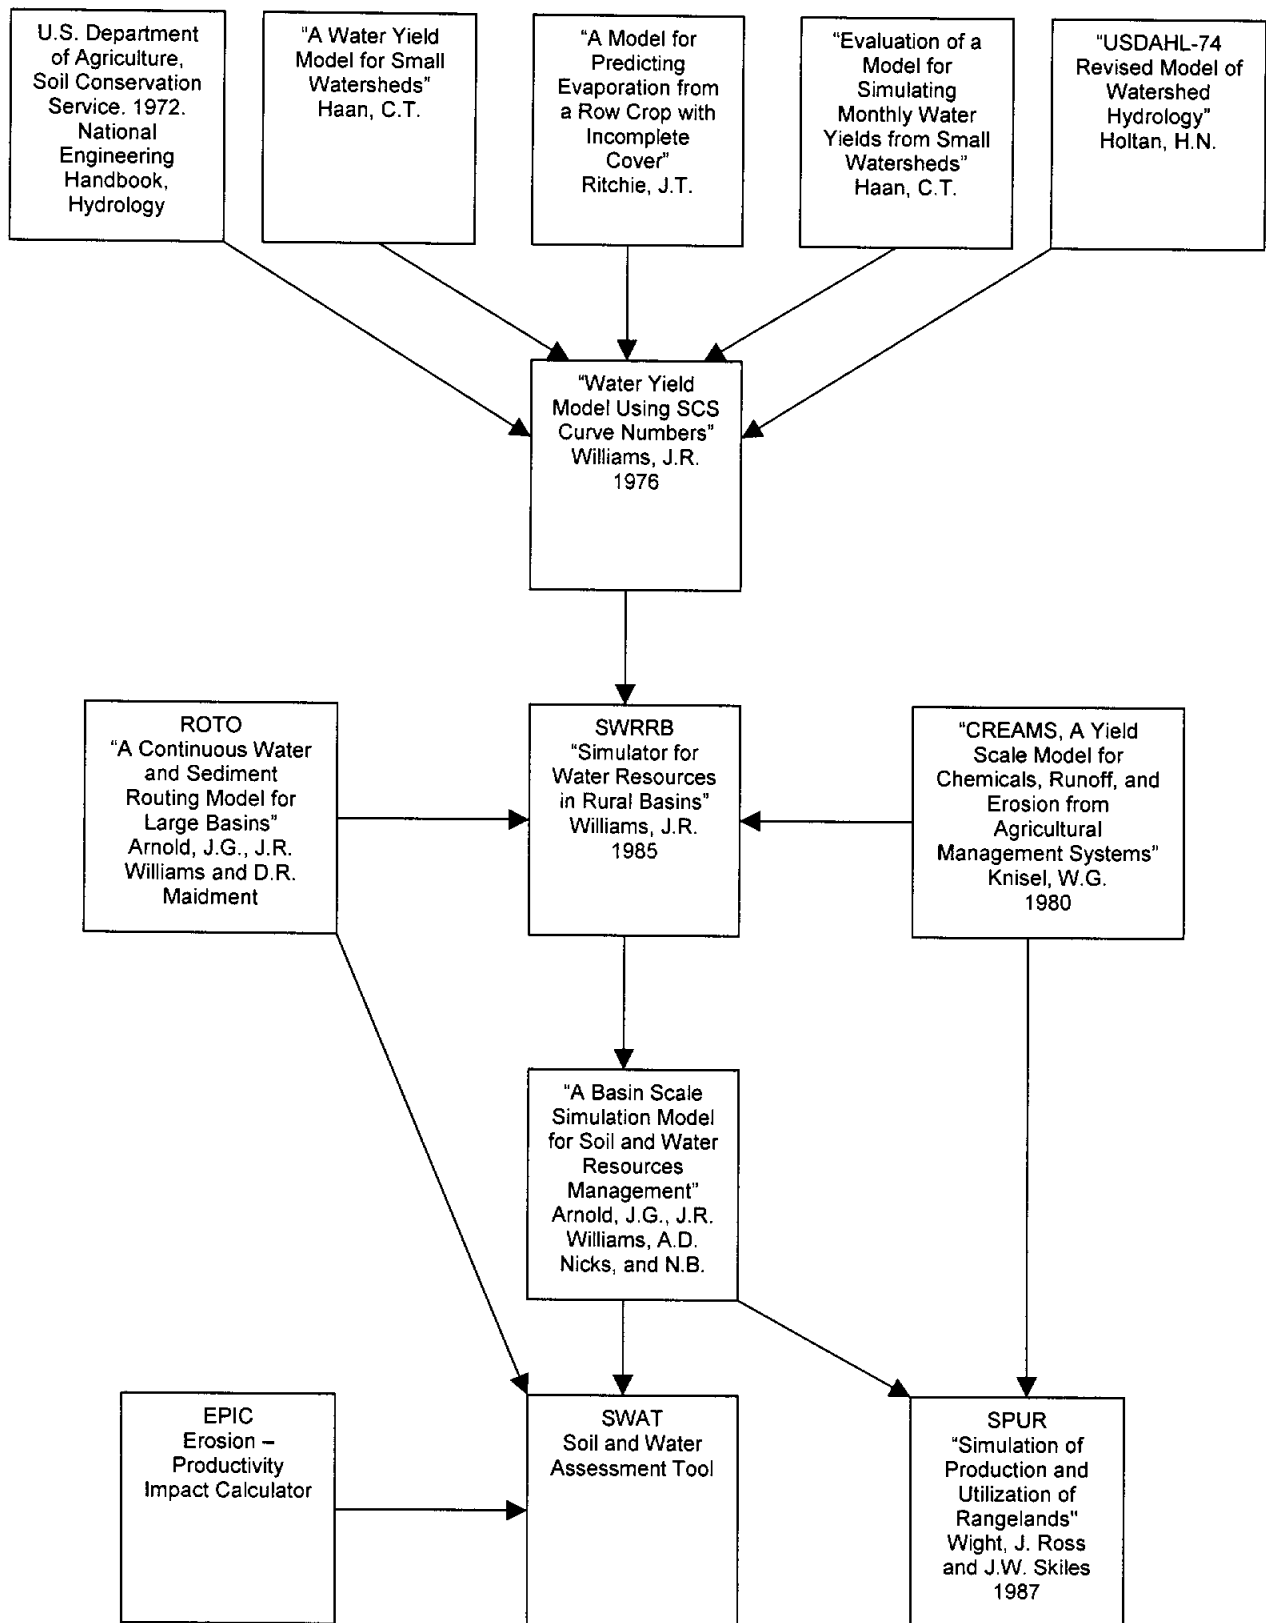 U.S. Department
of Agriculture,
Soil Conservation
Service. 1972.
National
Engineering
Handbook,
Hydrology
"A Water Yield
Model for Small
Watersheds"
Haan, C.T.
"A Model for
Predicting
Evaporation from
a Row Crop with
Incomplete
Cover"
Ritchie, J.T.
"Evaluation of a
Model for
Simulating
Monthly Water
Yields from Small
Watersheds"
Haan, C.T.
"USDAHL-74
Revised Model of
Watershed
Hydrology"
Holtan, H.N.
"Water Yield
Model Using SCS
Curve Numbers"
Williams, J.R.
1976
ROTO
"A Continuous Water
and Sediment
Routing Model for
Large Basins"
Arnold, J.G., J.R.
Williams and D.R.
Maidment
SWRRB
"Simulator for
Water Resources
in Rural Basins"
Williams, J.R.
1985
"CREAMS, A Yield
Scale Model for
Chemicals, Runoff, and
Erosion from
Agricultural
Management Systems"
Knisel, W.G.
1980
"A Basin Scale
Simulation Model
for Soil and Water
Resources
Management"
Arnold, J.G., J.R.
Williams, A.D.
Nicks, and N.B.
EPIC
Erosion –
Productivity
Impact Calculator
SWAT
Soil and Water
Assessment Tool
SPUR
"Simulation of
Production and
Utilization of
Rangelands"
Wight, J. Ross
and J.W. Skiles
1987